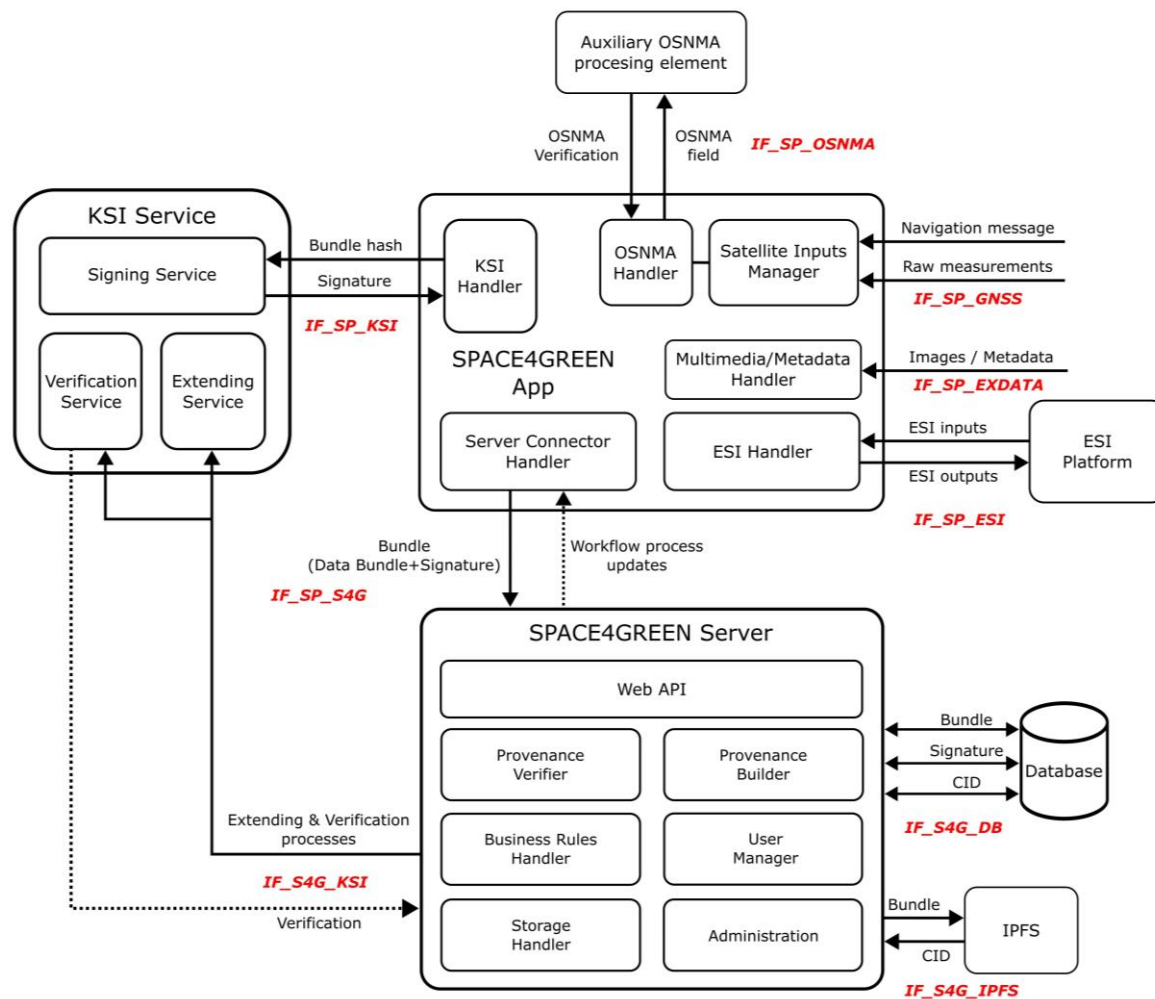 Auxiliary OSNMA
procesing element
OSNMA
Verification
OSNMA
field
IF_SP_OSNMA
KSI Service
Signing Service
Verification
Service
Extending
Service
Bundle hash
Signature
IF_SP_KSI
KSI
Handler
OSNMA
Handler
Satellite Inputs
Manager
Navigation message
Raw measurements
IF_SP_GNSS
SPACE4GREEN
App
Multimedia/Metadata
Handler
Images / Metadata
IF_SP_EXDATA
Server Connector
Handler
ESI Handler
ESI inputs
ESI outputs
ESI
Platform
IF_SP_ESI
Bundle
(Data Bundle+Signature)
Workflow process
updates
IF_SP_S4G
SPACE4GREEN Server
Web API
Provenance
Verifier
Provenance
Builder
Business Rules
Handler
User
Manager
Storage
Handler
Administration
Bundle
Signature
CID
Database
IF_S4G_DB
Extending & Verification
processes
IF_S4G_KSI
Verification
Bundle
CID
IPFS
IF_S4G_IPFS